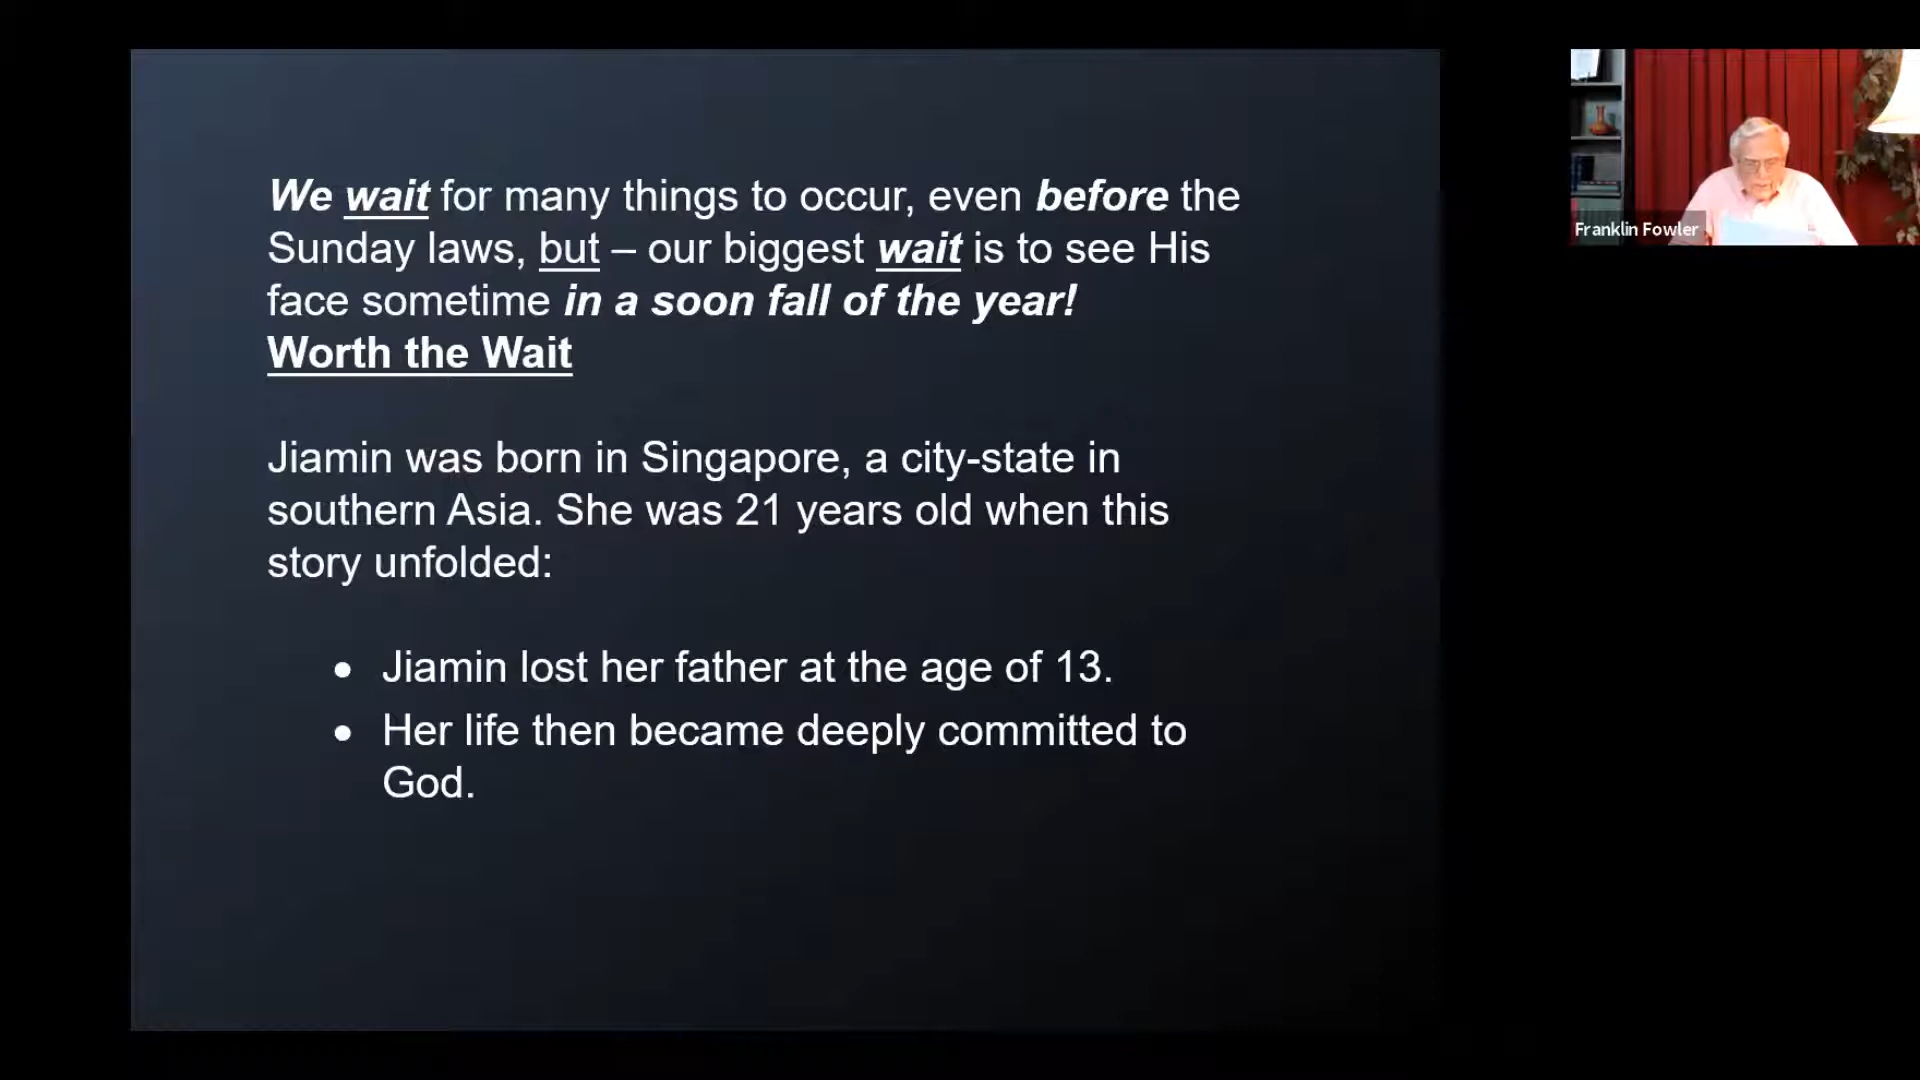 We wait for many things to occur, even before the
Sunday laws, but – our biggest wait is to see His
face sometime in a soon fall of the year!
Worth the Wait
Jiamin was born in Singapore, a city-state in
southern Asia. She was 21 years old when this
story unfolded:
• Jiamin lost her father at the age of 13.
• Her life then became deeply committed to
God.
Franklin Fowler